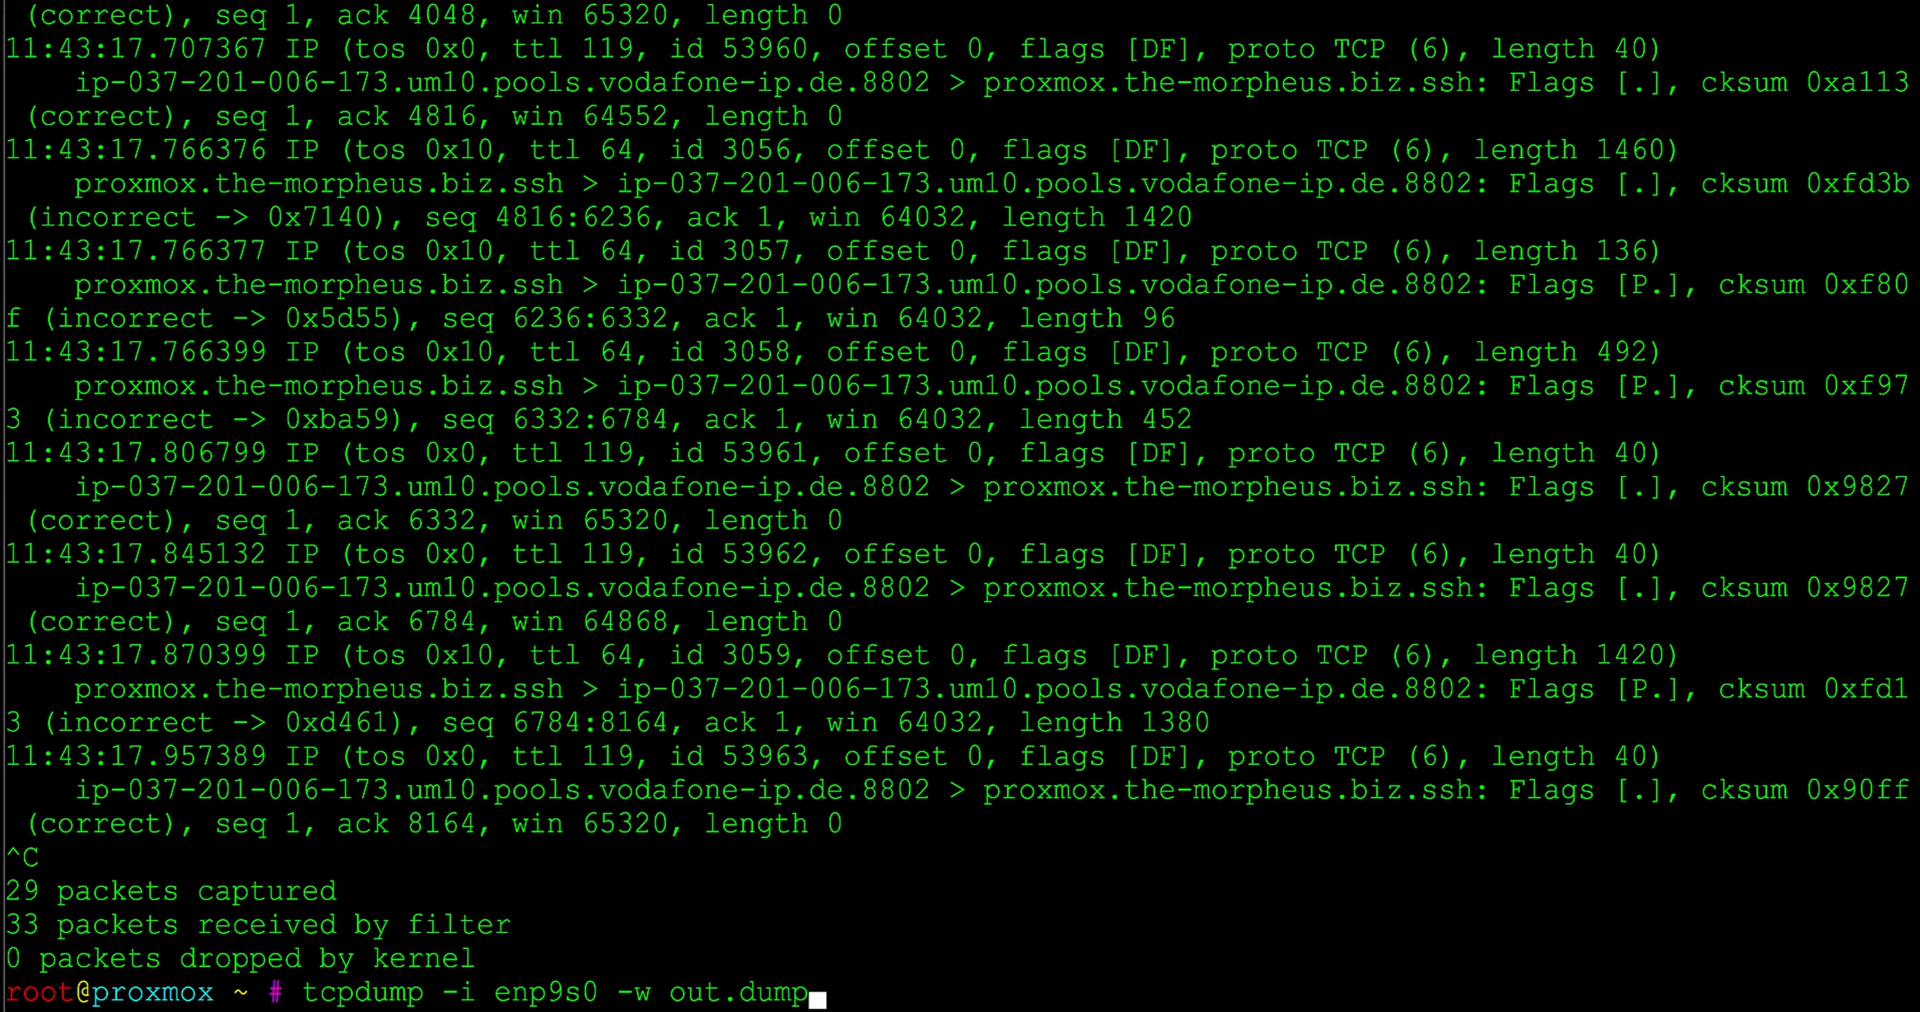 (correct), seq 1, ack 4048, win 65320, length 0
11:43:17.707367 IP (tos 0x0, ttl 119, id 53960, offset 0, flags [DF], proto TCP (6), length 40)
    ip-037-201-006-173.um10.pools.vodafone-ip.de.8802 > proxmox.the-morpheus.biz.ssh: Flags [.], cksum 0xa113
 (correct), seq 1, ack 4816, win 64552, length 0
11:43:17.766376 IP (tos 0x10, ttl 64, id 3056, offset 0, flags [DF], proto TCP (6), length 1460)
    proxmox.the-morpheus.biz.ssh > ip-037-201-006-173.um10.pools.vodafone-ip.de.8802: Flags [.], cksum 0xfd3b
 (incorrect -> 0x7140), seq 4816:6236, ack 1, win 64032, length 1420
11:43:17.766377 IP (tos 0x10, ttl 64, id 3057, offset 0, flags [DF], proto TCP (6), length 136)
    proxmox.the-morpheus.biz.ssh > ip-037-201-006-173.um10.pools.vodafone-ip.de.8802: Flags [P.], cksum 0xf80
f (incorrect -> 0x5d55), seq 6236:6332, ack 1, win 64032, length 96
11:43:17.766399 IP (tos 0x10, ttl 64, id 3058, offset 0, flags [DF], proto TCP (6), length 492)
    proxmox.the-morpheus.biz.ssh > ip-037-201-006-173.um10.pools.vodafone-ip.de.8802: Flags [P.], cksum 0xf97
3 (incorrect -> 0xba59), seq 6332:6784, ack 1, win 64032, length 452
11:43:17.806799 IP (tos 0x0, ttl 119, id 53961, offset 0, flags [DF], proto TCP (6), length 40)
    ip-037-201-006-173.um10.pools.vodafone-ip.de.8802 > proxmox.the-morpheus.biz.ssh: Flags [.], cksum 0x9827
 (correct), seq 1, ack 6332, win 65320, length 0
11:43:17.845132 IP (tos 0x0, ttl 119, id 53962, offset 0, flags [DF], proto TCP (6), length 40)
    ip-037-201-006-173.um10.pools.vodafone-ip.de.8802 > proxmox.the-morpheus.biz.ssh: Flags [.], cksum 0x9827
 (correct), seq 1, ack 6784, win 64868, length 0
11:43:17.870399 IP (tos 0x10, ttl 64, id 3059, offset 0, flags [DF], proto TCP (6), length 1420)
    proxmox.the-morpheus.biz.ssh > ip-037-201-006-173.um10.pools.vodafone-ip.de.8802: Flags [P.], cksum 0xfd1
3 (incorrect -> 0xd461), seq 6784:8164, ack 1, win 64032, length 1380
11:43:17.957389 IP (tos 0x0, ttl 119, id 53963, offset 0, flags [DF], proto TCP (6), length 40)
    ip-037-201-006-173.um10.pools.vodafone-ip.de.8802 > proxmox.the-morpheus.biz.ssh: Flags [.], cksum 0x90ff
 (correct), seq 1, ack 8164, win 65320, length 0
^C
29 packets captured
33 packets received by filter
0 packets dropped by kernel
root@proxmox ~ # tcpdump -i enp9s0 -w out.dump